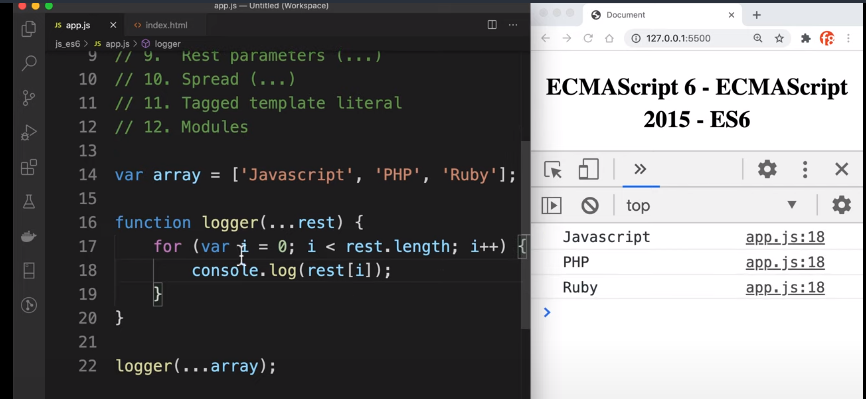 app.js — Untitled (Workspace)
JS app.js
<> index.html
js_es6 > JS app.js > logger
9 // 9. Rest parameters (...)
10 // 10. Spread (...)
11 // 11. Tagged template literal
12 // 12. Modules
13
14 var array = ['Javascript', 'PHP', 'Ruby'];
15
16 function logger(...rest) {
17 for (var i = 0; i < rest.length; i++) {
18 console.log(rest[i]);
19 }
20 }
21
22 logger(...array);
Document
127.0.0.1:5500
ECMAScript 6 - ECMAScript
2015 - ES6
top
Javascript app.js:18
PHP app.js:18
Ruby app.js:18